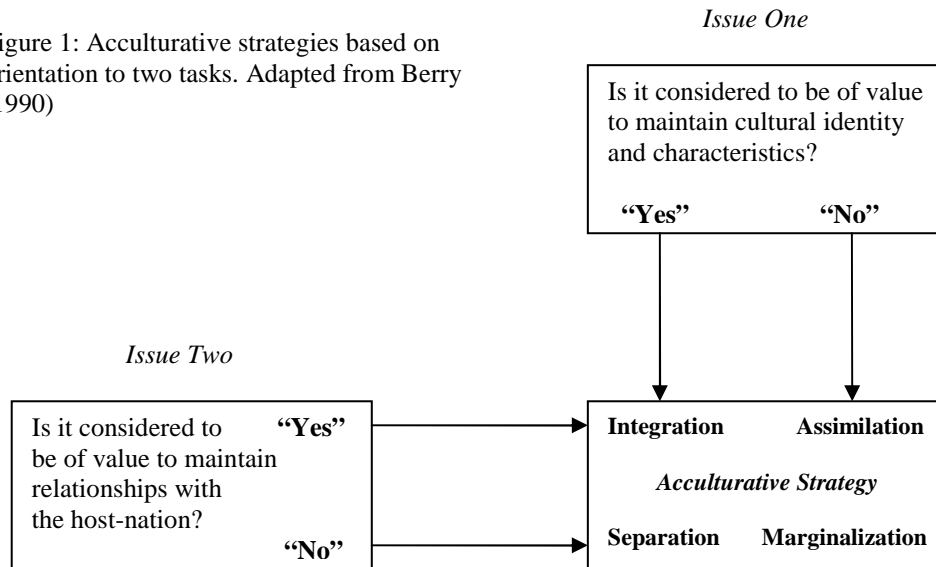 Issue One
igure 1: Acculturative strategies based on
rientation to two tasks. Adapted from Berry
1990)
Is it considered to be of value
to maintain cultural identity
and characteristics?
“Yes” “No”
Issue Two
Is it considered to “Yes”
be of value to maintain
relationships with
the host-nation?
“No”
Integration Assimilation
Acculturative Strategy
Separation Marginalization